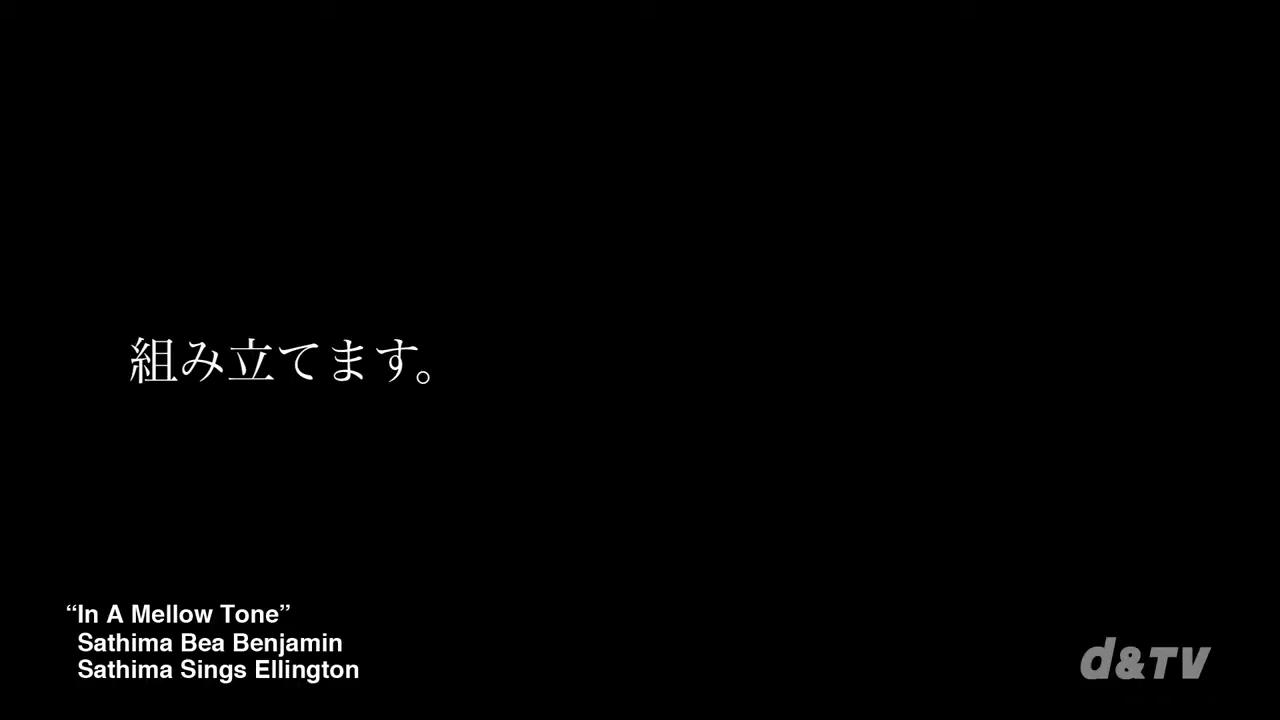 組み立てます。
“In A Mellow Tone”
Sathima Bea Benjamin
Sathima Sings Ellington
d&TV